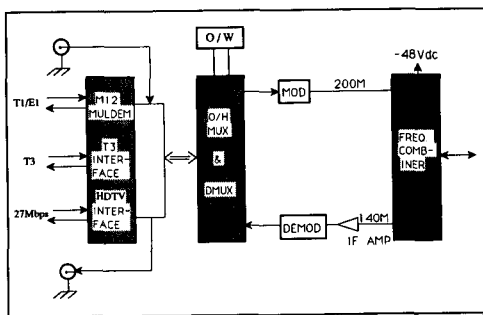 O/W
-48Vdc
T1/E1
M12
MULDEM
MOD
200M
O/H
MUX
&
DMUX
T3
T3
INTER-
FACE
FREQ.
COMB-
INER
27Mbps
HDTV
INTER-
FACE
DEMOD
140M
IF AMP